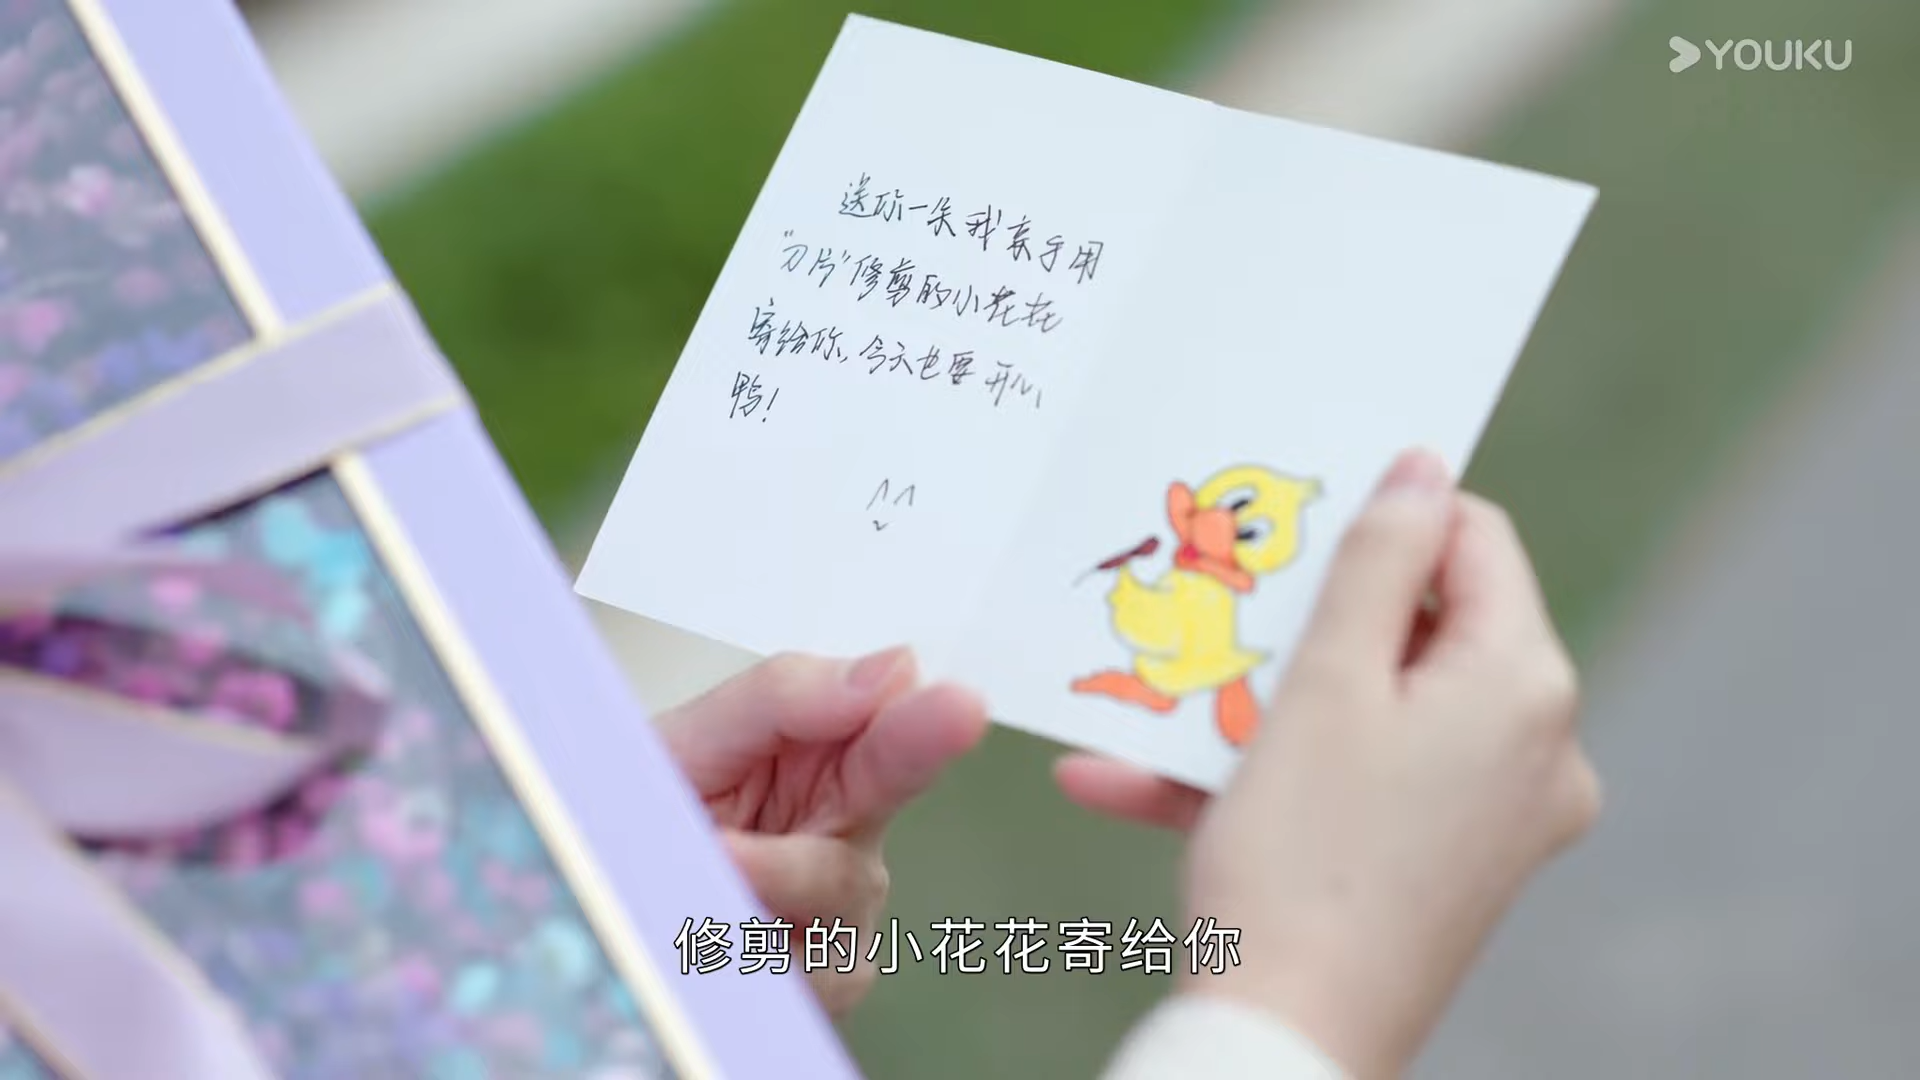 YOUKU
送你一朵我亲手用
“刀片”修剪的小花花
寄给你，今天也要开心
鸭！
修剪的小花花寄给你